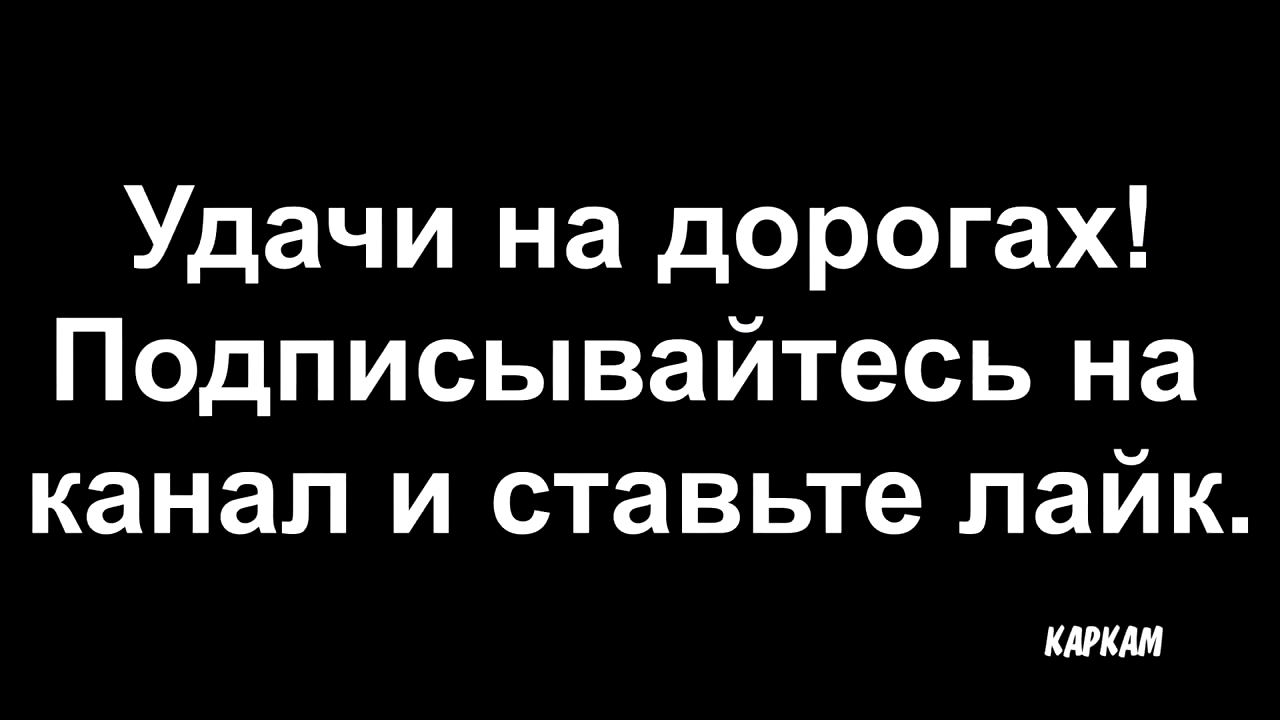 Удачи на дорогах!
Подписывайтесь на
канал и ставьте лайк.
КАРКАМ